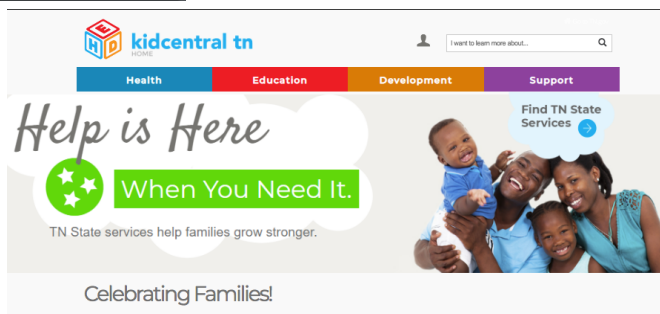 H E D
kidcentral tn
HOME
I want to learn more about...
Health
Education
Development
Support
Help is Here
When You Need It.
TN State services help families grow stronger.
Find TN State
Services
Celebrating Families!